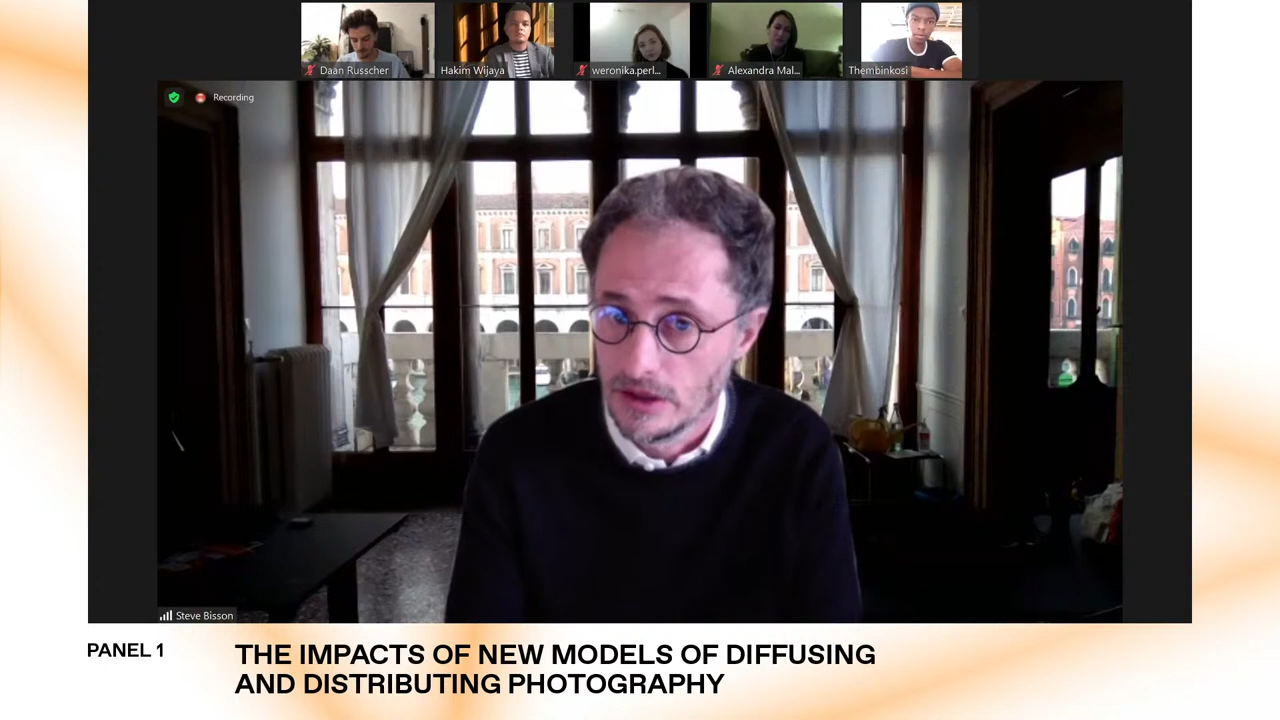 Daan Russcher
Hakim Wijaya
weronika.perl...
Alexandra Mal...
Thembinkosi
Recording
Steve Bisson
PANEL 1
THE IMPACTS OF NEW MODELS OF DIFFUSING
AND DISTRIBUTING PHOTOGRAPHY